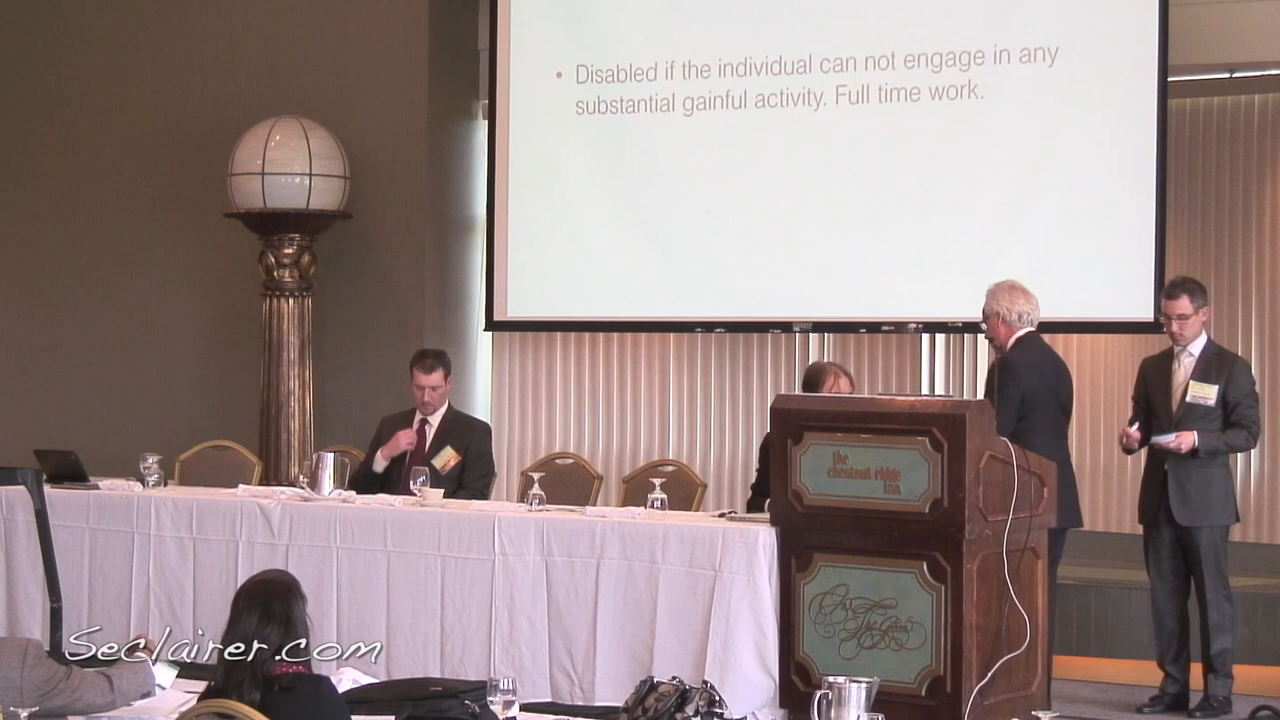 • Disabled if the individual can not engage in any
substantial gainful activity. Full time work.
the
chestnut ridge
inn
Seclairer.com